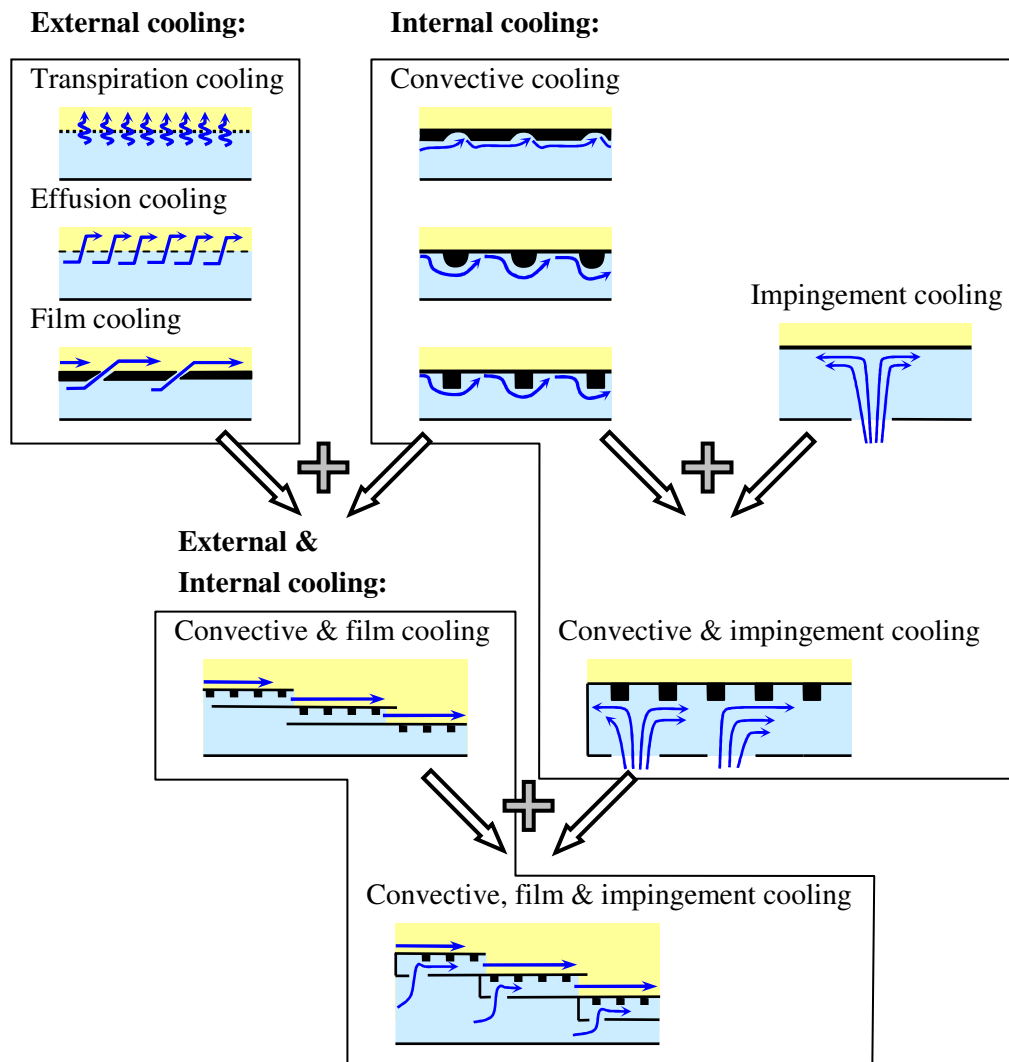 External cooling:
Internal cooling:
Transpiration cooling
Convective cooling
Effusion cooling
Film cooling
Impingement cooling
External &
Internal cooling:
Convective & film cooling
Convective & impingement cooling
Convective, film & impingement cooling